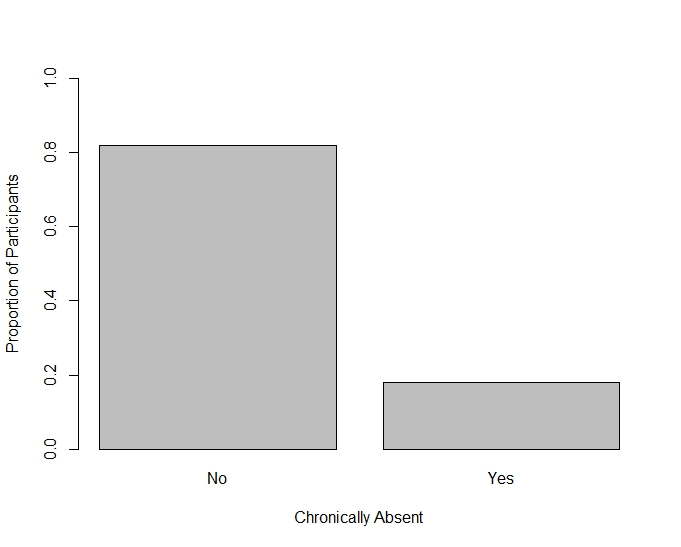 Proportion of Participants
1.0
0.8
0.6
0.4
0.2
0.0
No Yes
Chronically Absent